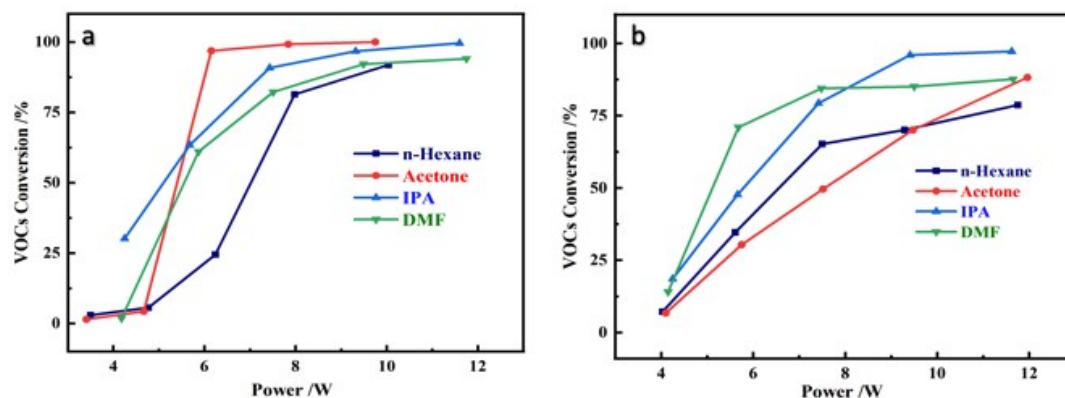 a
VOCs Conversion /%
100
75
50
25
0
n-Hexane
Acetone
IPA
DMF
4 6 8 10 12
Power /W
b
VOCs Conversion /%
100
75
50
25
0
n-Hexane
Acetone
IPA
DMF
4 6 8 10 12
Power /W